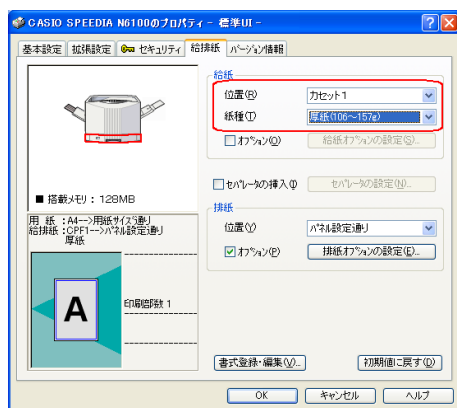 CASIO SPEEDIA N6100のプロパティ - 標準UI -
基本設定 拡張設定 セキュリティ 給排紙 バージョン情報
給紙
位置(R) カセット1
紙種(T) 厚紙(106～157g)
オプション(O) 給紙オプションの設定(S)...
セパレータの挿入(I) セパレータの設定(N)...
■ 搭載メモリ : 128MB
用 紙 : A4-->用紙サイズ通り
給排紙 : CPF1-->パネル設定通り
厚紙
排紙
位置(Y) パネル設定通り
オプション(P) 排紙オプションの設定(E)...
A
印刷部数 1
書式登録・編集(V)... 初期値に戻す(D)
OK キャンセル ヘルプ